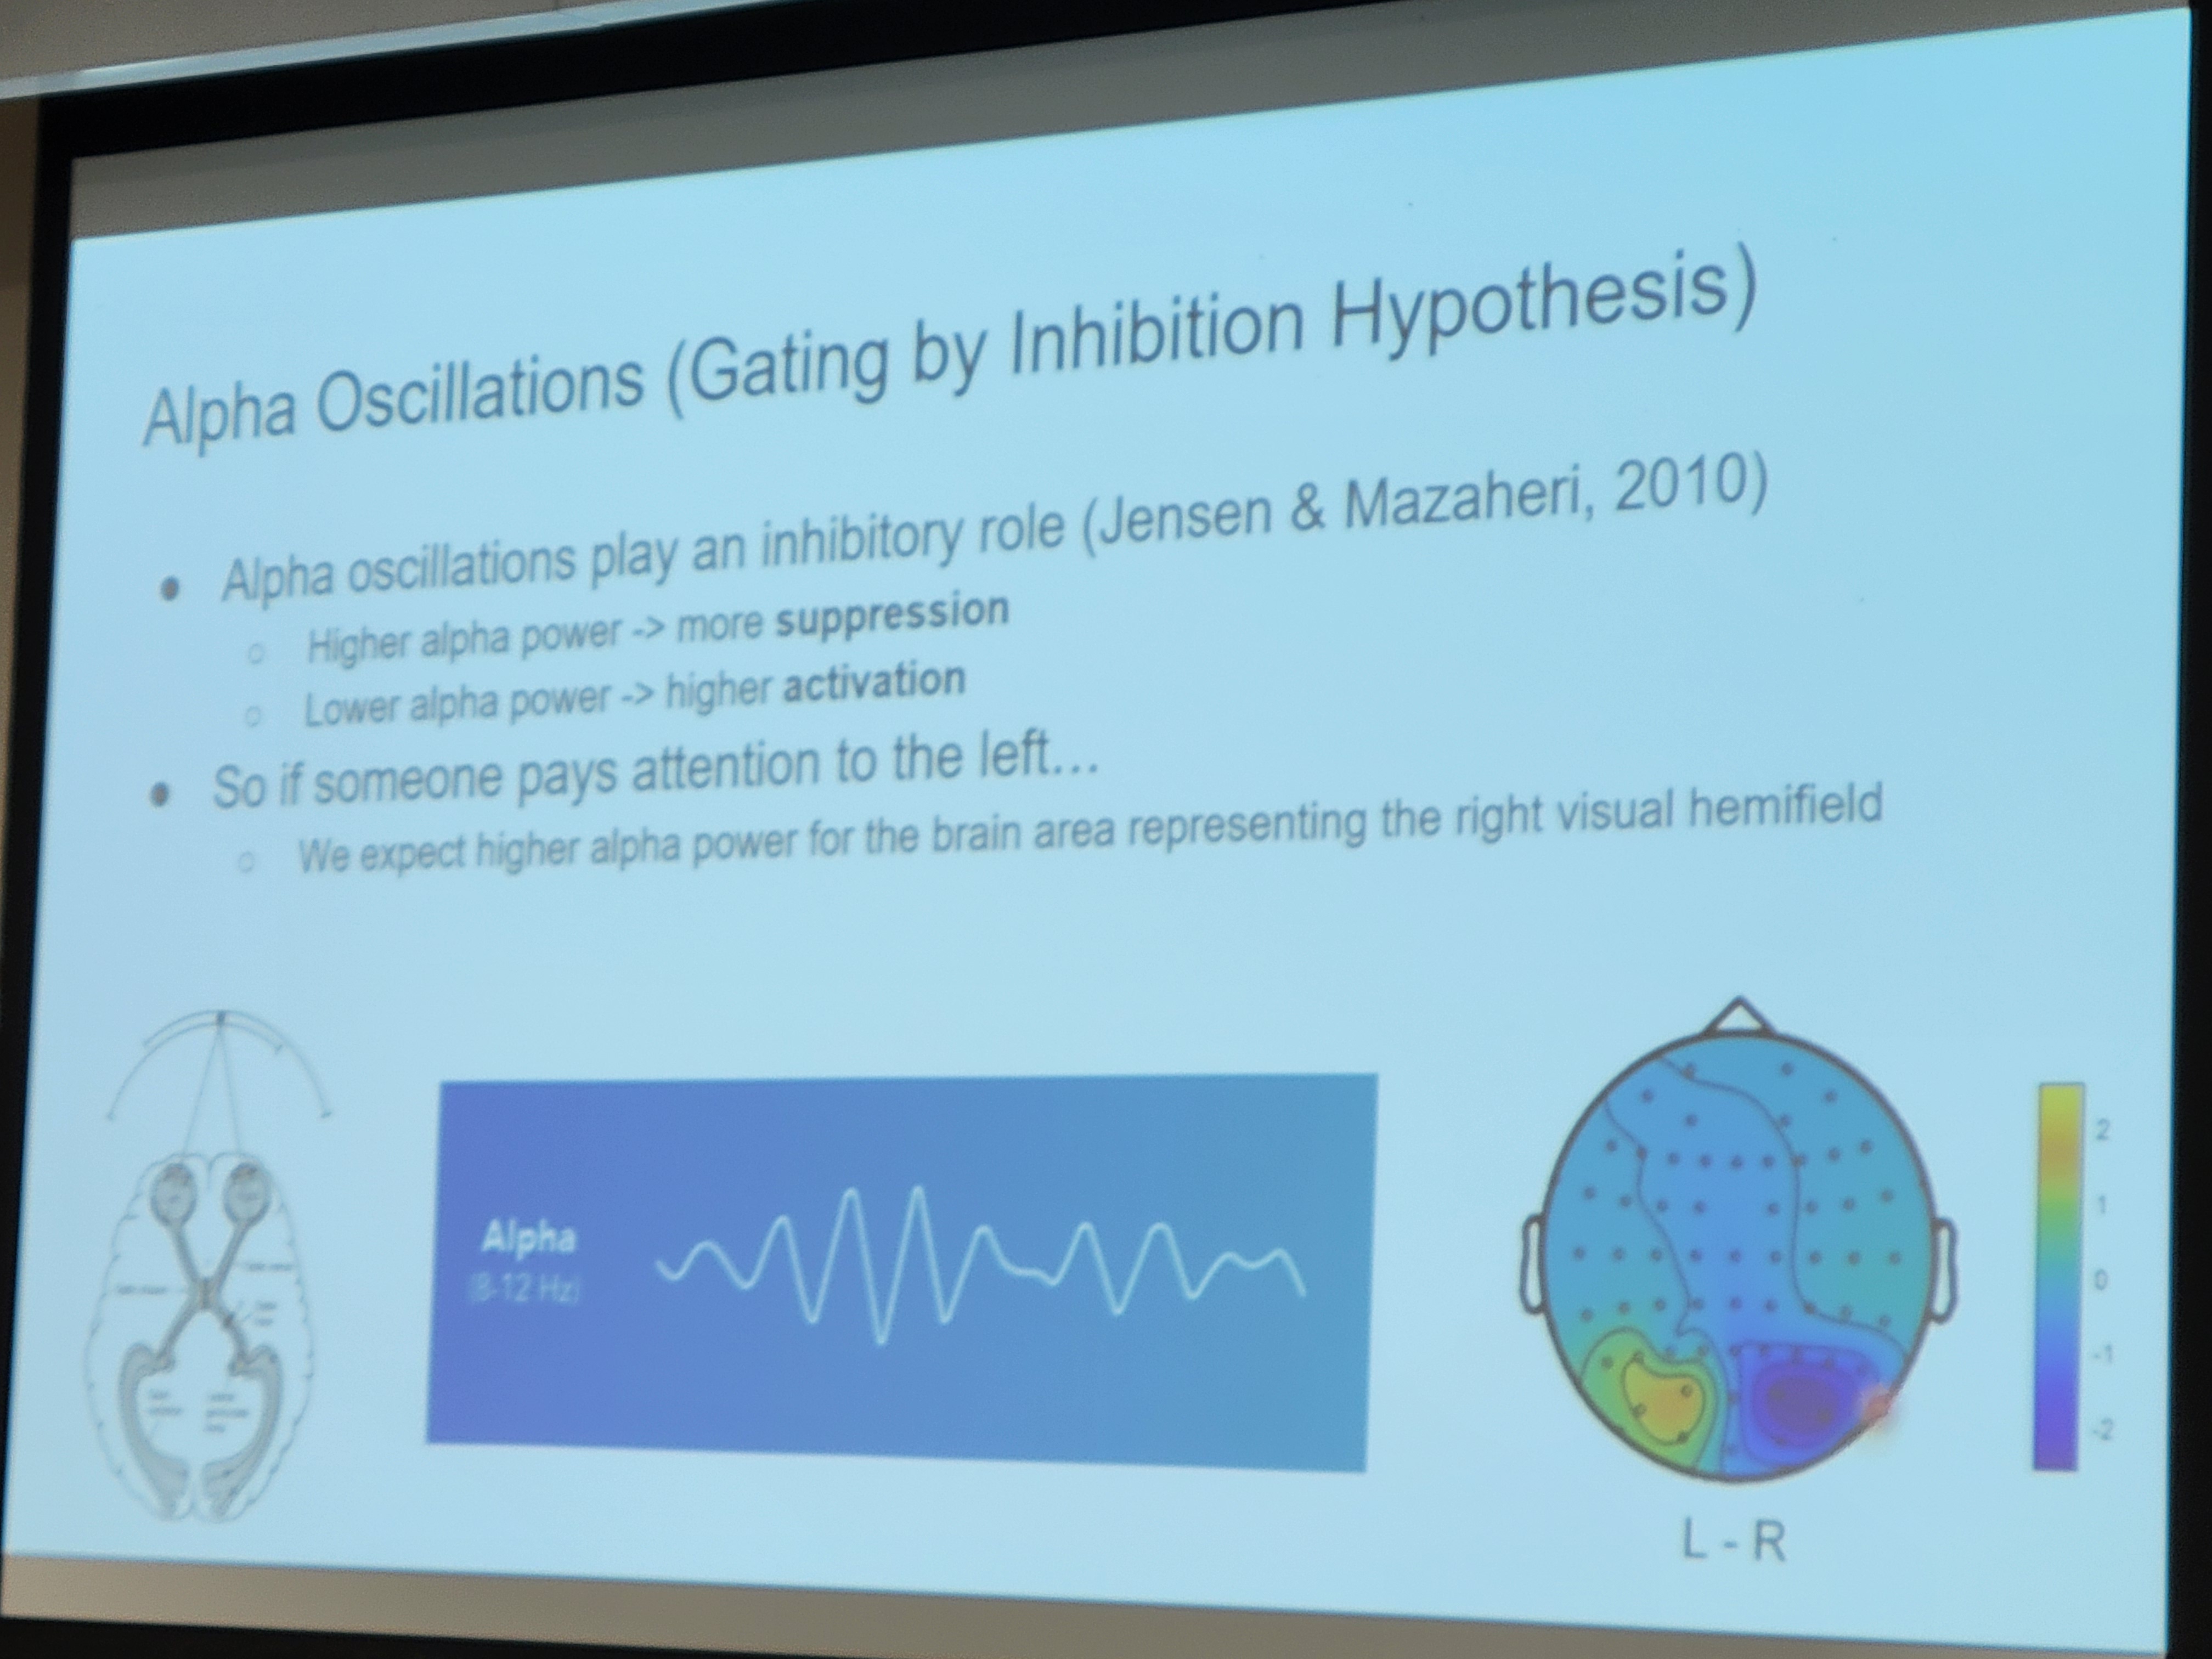 Alpha Oscillations (Gating by Inhibition Hypothesis)
● Alpha oscillations play an inhibitory role (Jensen & Mazaheri, 2010)
○ Higher alpha power -> more suppression
○ Lower alpha power -> higher activation
● So if someone pays attention to the left...
○ We expect higher alpha power for the brain area representing the right visual hemifield
Alpha
(8-12 Hz)
2
1
0
-1
-2
L - R